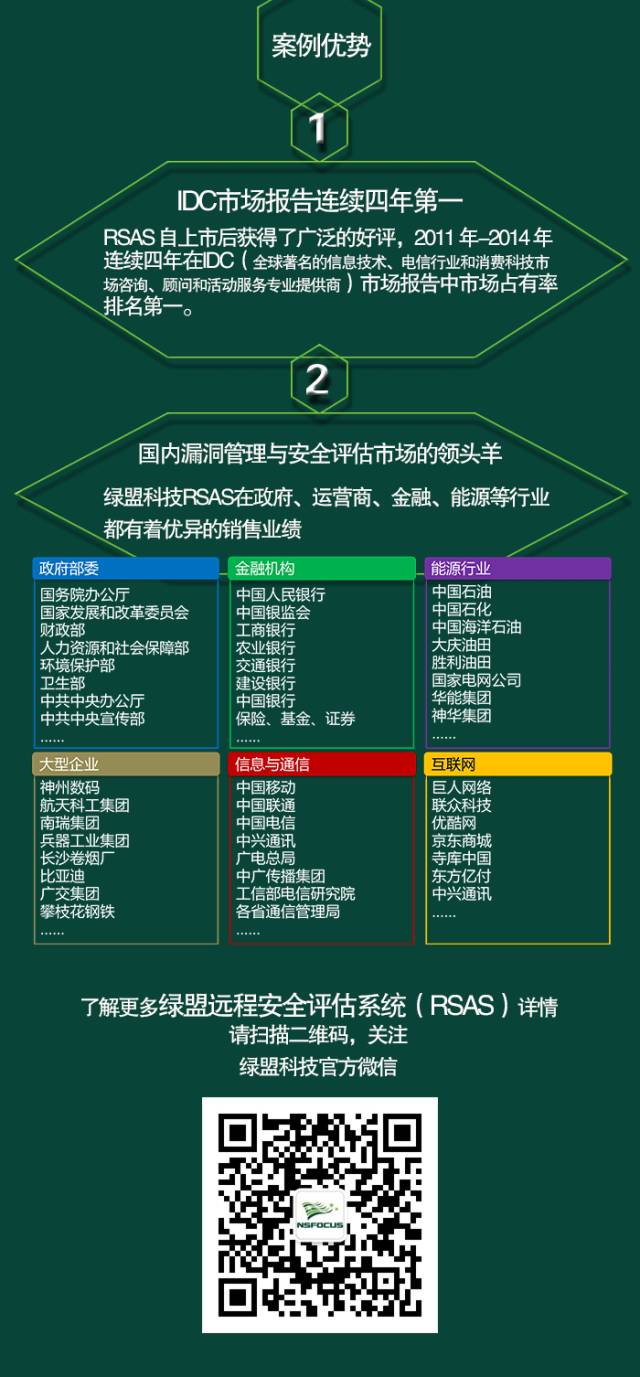 案例优势
1
IDC市场报告连续四年第一
RSAS 自上市后获得了广泛的好评，2011 年-2014 年
连续四年在IDC（全球著名的信息技术、电信行业和消费科技市
场咨询、顾问和活动服务专业提供商）市场报告中市场占有率
排名第一。
2
国内漏洞管理与安全评估市场的领头羊
绿盟科技RSAS在政府、运营商、金融、能源等行业
都有着优异的销售业绩
政府部委
国务院办公厅
国家发展和改革委员会
财政部
人力资源和社会保障部
环境保护部
卫生部
中共中央办公厅
中共中央宣传部
......
金融机构
中国人民银行
中国银监会
工商银行
农业银行
交通银行
建设银行
中国银行
保险、基金、证券
......
能源行业
中国石油
中国石化
中国海洋石油
大庆油田
胜利油田
国家电网公司
华能集团
神华集团
......
大型企业
神州数码
航天科工集团
南瑞集团
兵器工业集团
长沙卷烟厂
比亚迪
广交集团
攀枝花钢铁
......
信息与通信
中国移动
中国联通
中国电信
中兴通讯
广电总局
中广传播集团
工信部电信研究院
各省通信管理局
......
互联网
巨人网络
联众科技
优酷网
京东商城
寺库中国
东方亿付
中兴通讯
......
了解更多绿盟远程安全评估系统（RSAS）详情
请扫描二维码，关注
绿盟科技官方微信
NSFOCUS